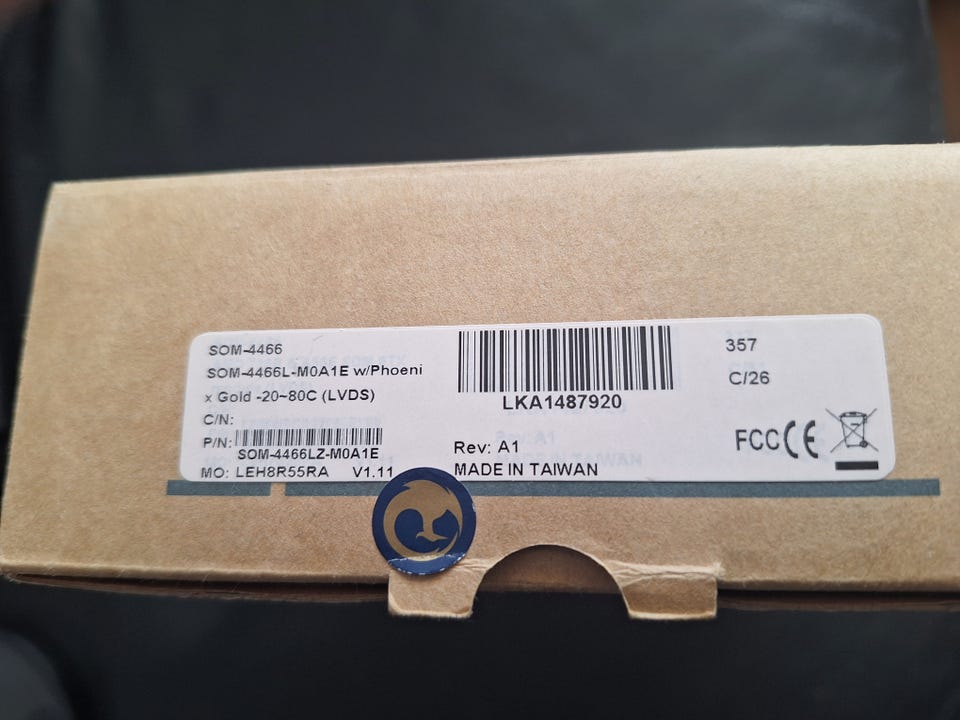 SOM-4466
SOM-4466L-M0A1E w/Phoeni
x Gold -20~80C (LVDS)
C/N:
P/N:
SOM-4466LZ-M0A1E
MO: LEH8R55RA V1.11
LKA1487920
Rev: A1
MADE IN TAIWAN
357
C/26
FCC CE